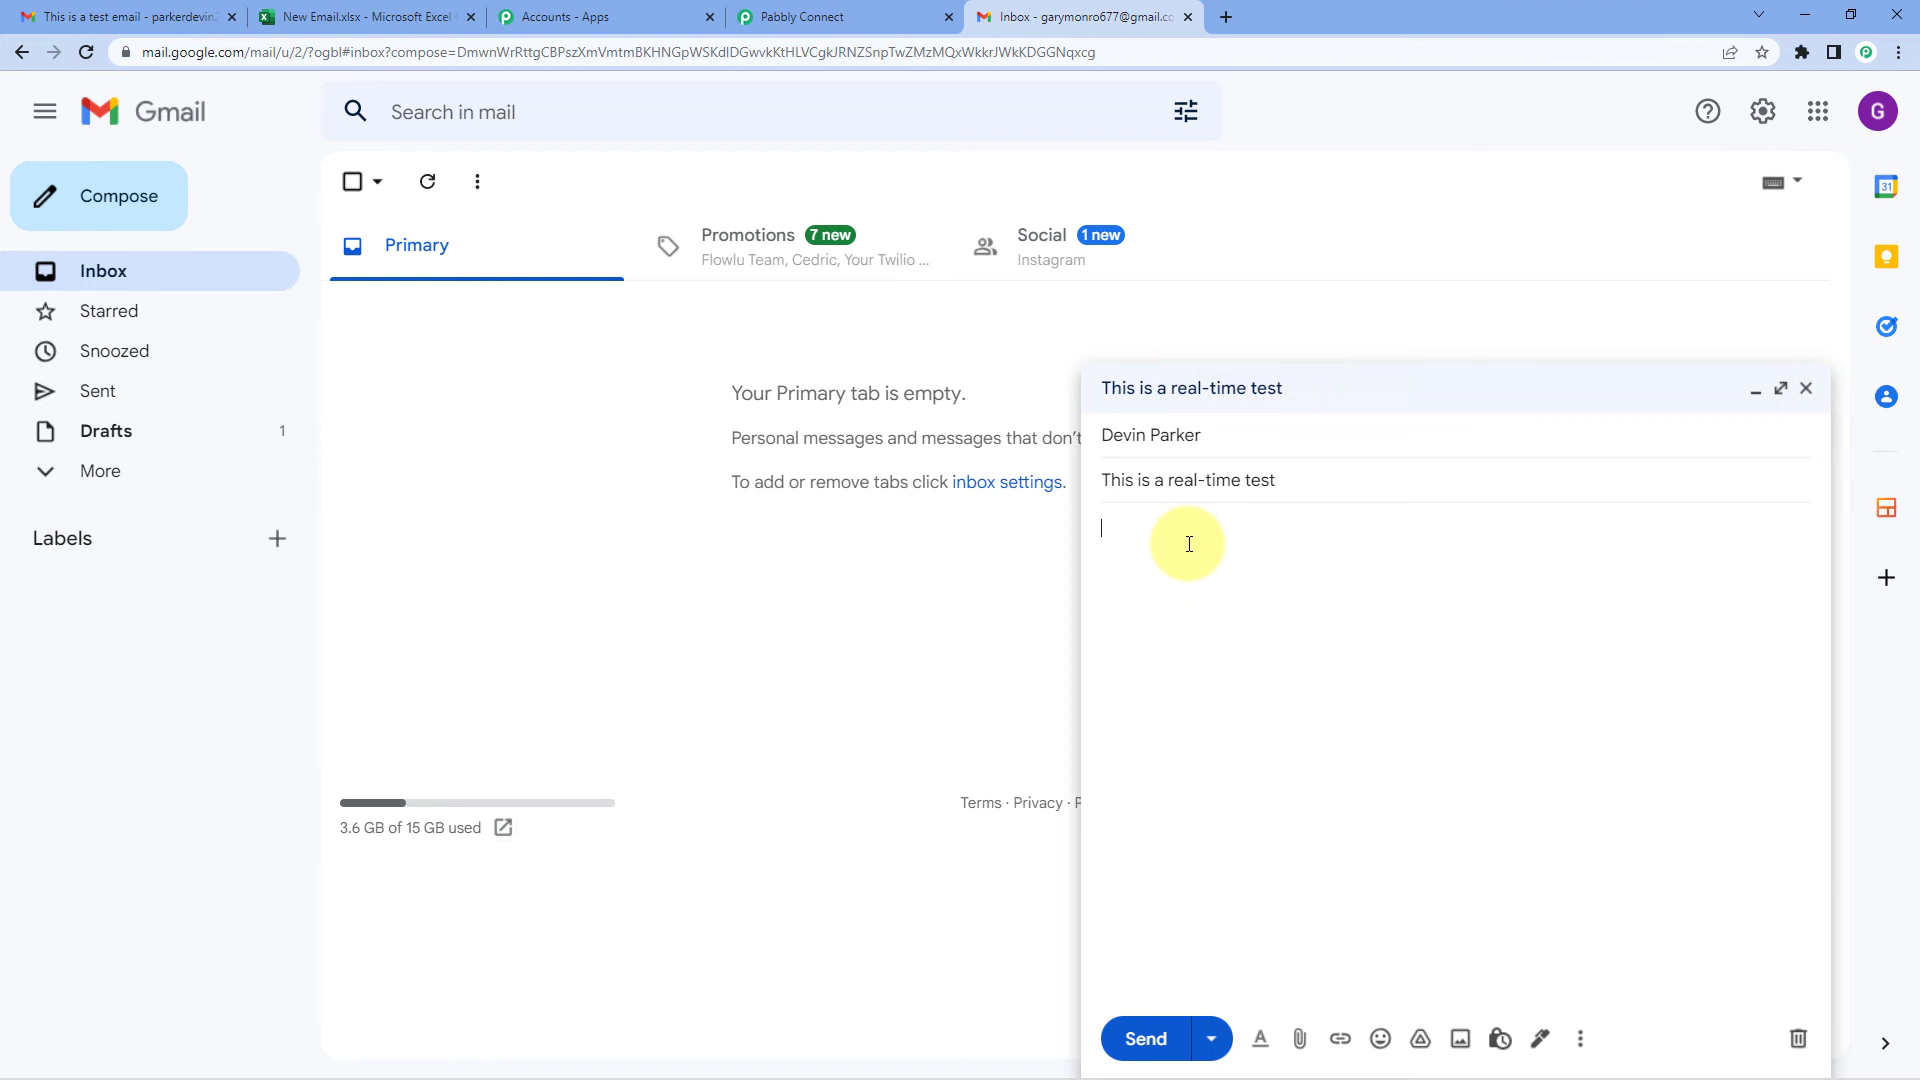 This is a test email - parkerdevin2
New Email.xlsx - Microsoft Excel
Accounts - Apps
Pabbly Connect
Inbox - garymonro677@gmail.co
mail.google.com/mail/u/2/?ogbl#inbox?compose=DmwnWrRttgCBPszXmVmtmBKHNGpWSKdlDGwvkKtHLVCgkJRNZSnpTwZMzMQxWkkrJWkKDGGNqxcg
Gmail
Search in mail
G
Compose
Inbox
Starred
Snoozed
Sent
Drafts 1
More
Labels
Primary
Promotions 7 new
Flowlu Team, Cedric, Your Twilio ...
Social 1 new
Instagram
31
Your Primary tab is empty.
Personal messages and messages that don't
To add or remove tabs click inbox settings.
3.6 GB of 15 GB used
Terms · Privacy · P
This is a real-time test
Devin Parker
This is a real-time test
Send